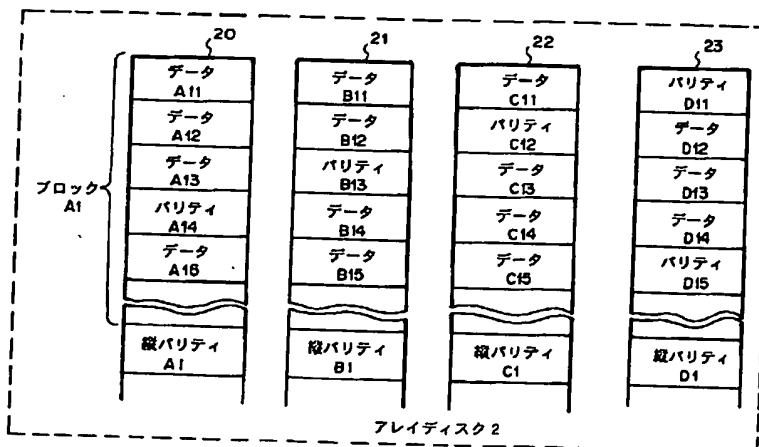 20
21
22
23
データ
A11
データ
B11
データ
C11
パリティ
D11
データ
A12
データ
B12
パリティ
C12
データ
D12
データ
A13
パリティ
B13
データ
C13
データ
D13
ブロック
A1
パリティ
A14
データ
B14
データ
C14
データ
D14
データ
A15
データ
B15
データ
C15
パリティ
D15
縦パリティ
A1
縦パリティ
B1
縦パリティ
C1
縦パリティ
D1
アレイディスク2